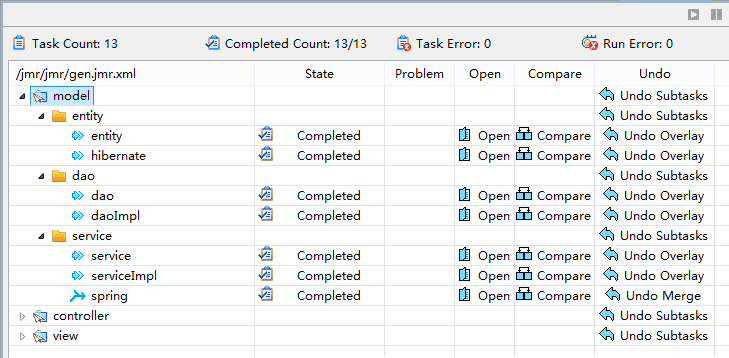 Task Count: 13 Completed Count: 13/13 Task Error: 0 Run Error: 0
/jmr/jmr/gen.jmr.xml State Problem Open Compare Undo
model Undo Subtasks
entity Undo Subtasks
entity Completed Open Compare Undo Overlay
hibernate Completed Open Compare Undo Overlay
dao Undo Subtasks
dao Completed Open Compare Undo Overlay
daoImpl Completed Open Compare Undo Overlay
service Undo Subtasks
service Completed Open Compare Undo Overlay
serviceImpl Completed Open Compare Undo Overlay
spring Completed Open Compare Undo Merge
controller Undo Subtasks
view Undo Subtasks